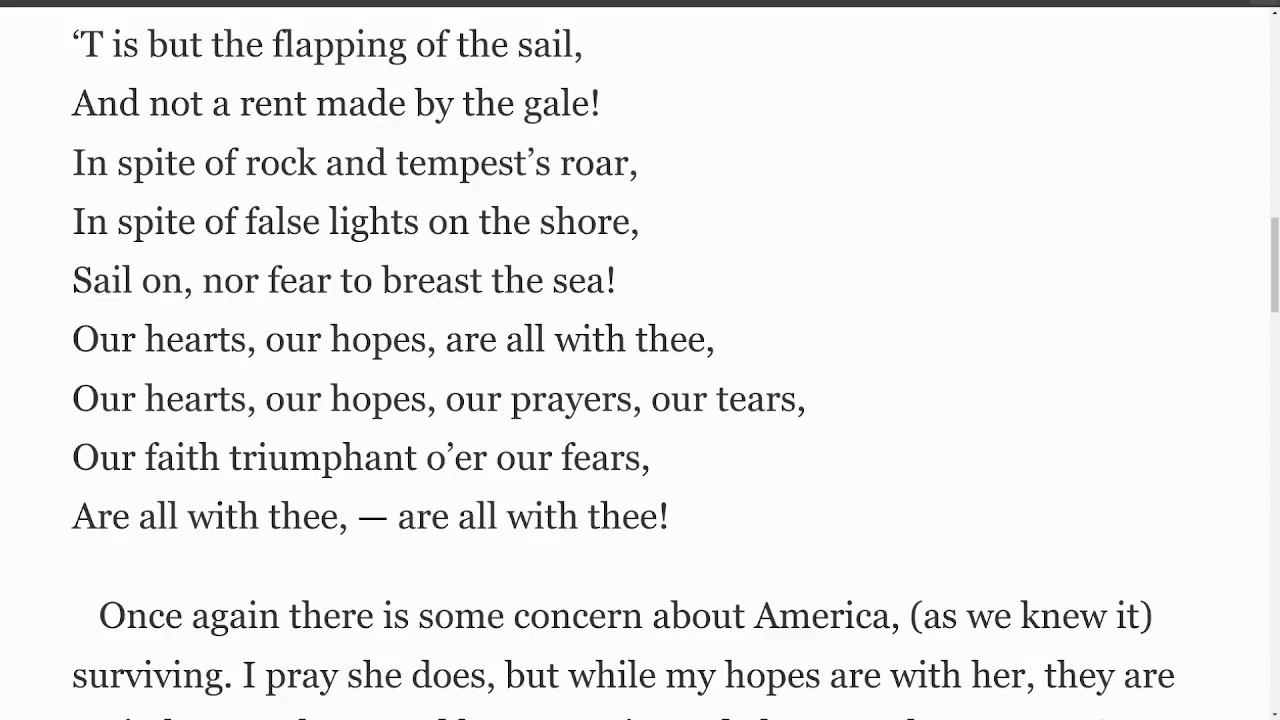 ‘T is but the flapping of the sail,
And not a rent made by the gale!
In spite of rock and tempest’s roar,
In spite of false lights on the shore,
Sail on, nor fear to breast the sea!
Our hearts, our hopes, are all with thee,
Our hearts, our hopes, our prayers, our tears,
Our faith triumphant o’er our fears,
Are all with thee, — are all with thee!
Once again there is some concern about America, (as we knew it)
surviving. I pray she does, but while my hopes are with her, they are